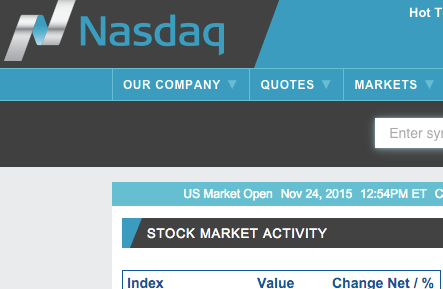 Hot T
Nasdaq
OUR COMPANY ▼ QUOTES ▼ MARKETS ▼
Enter sy
US Market Open Nov 24, 2015 12:54PM ET C
STOCK MARKET ACTIVITY
Index Value Change Net / %